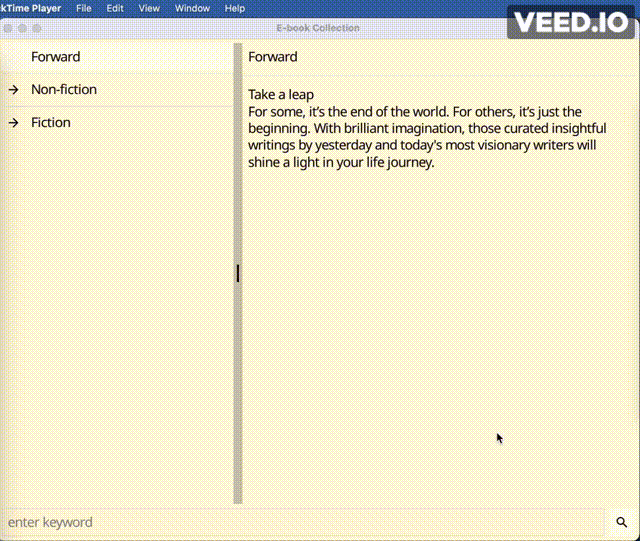 kTime Player File Edit View Window Help
VEED.IO
E-book Collection
Forward
Non-fiction
Fiction
Forward
Take a leap
For some, it’s the end of the world. For others, it’s just the
beginning. With brilliant imagination, those curated insightful
writings by yesterday and today's most visionary writers will
shine a light in your life journey.
enter keyword